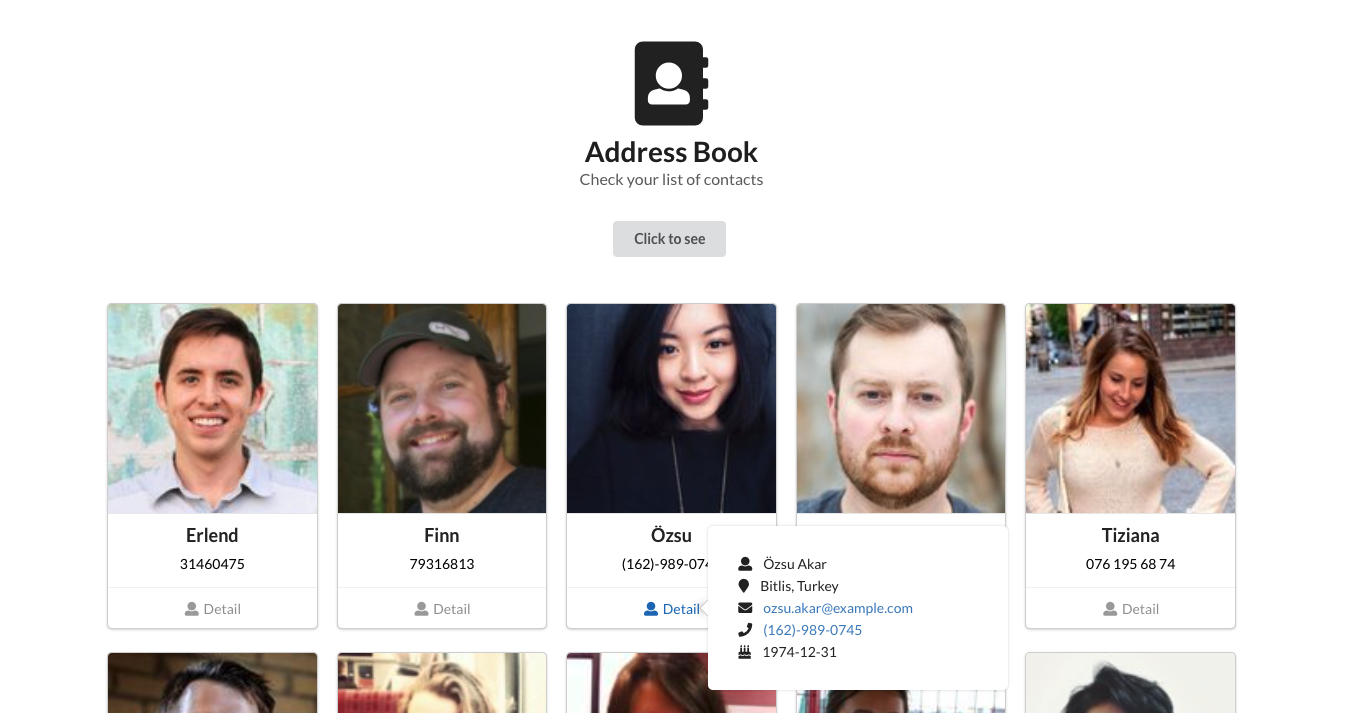 Address Book
Check your list of contacts
Click to see
Erlend
31460475
Detail
Finn
79316813
Detail
Özsu
(162)-989-074
Detail
Özsu Akar
Bitlis, Turkey
ozsu.akar@example.com
(162)-989-0745
1974-12-31
Tiziana
076 195 68 74
Detail